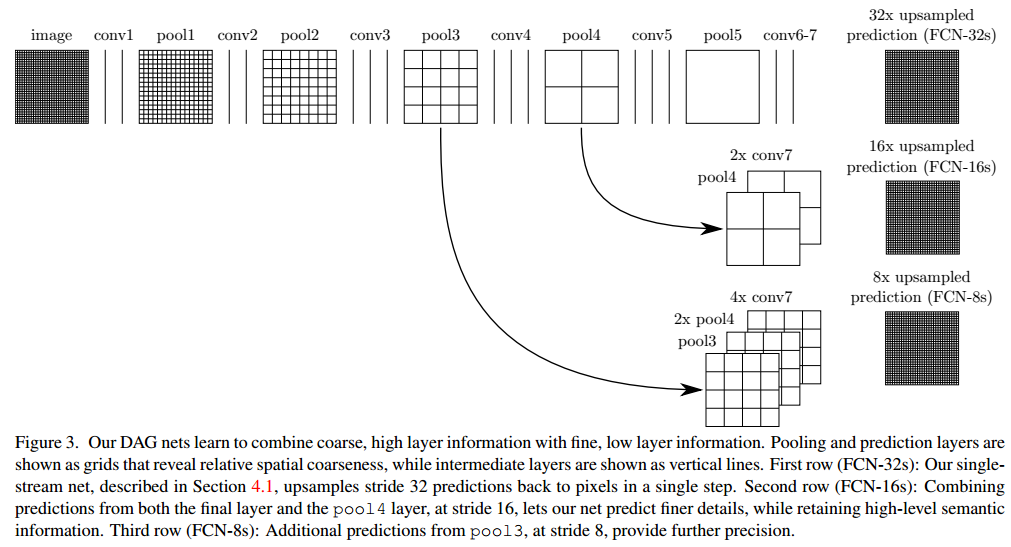 32x upsampled
image conv1 pool1 conv2 pool2 conv3 pool3 conv4 pool4 conv5 pool5 conv6-7 prediction (FCN-32s)
16x upsampled
2x conv7 prediction (FCN-16s)
pool4
8x upsampled
4x conv7 prediction (FCN-8s)
2x pool4
pool3
Figure 3. Our DAG nets learn to combine coarse, high layer information with fine, low layer information. Pooling and prediction layers are
shown as grids that reveal relative spatial coarseness, while intermediate layers are shown as vertical lines. First row (FCN-32s): Our single-
stream net, described in Section 4.1, upsamples stride 32 predictions back to pixels in a single step. Second row (FCN-16s): Combining
predictions from both the final layer and the pool4 layer, at stride 16, lets our net predict finer details, while retaining high-level semantic
information. Third row (FCN-8s): Additional predictions from pool3, at stride 8, provide further precision.